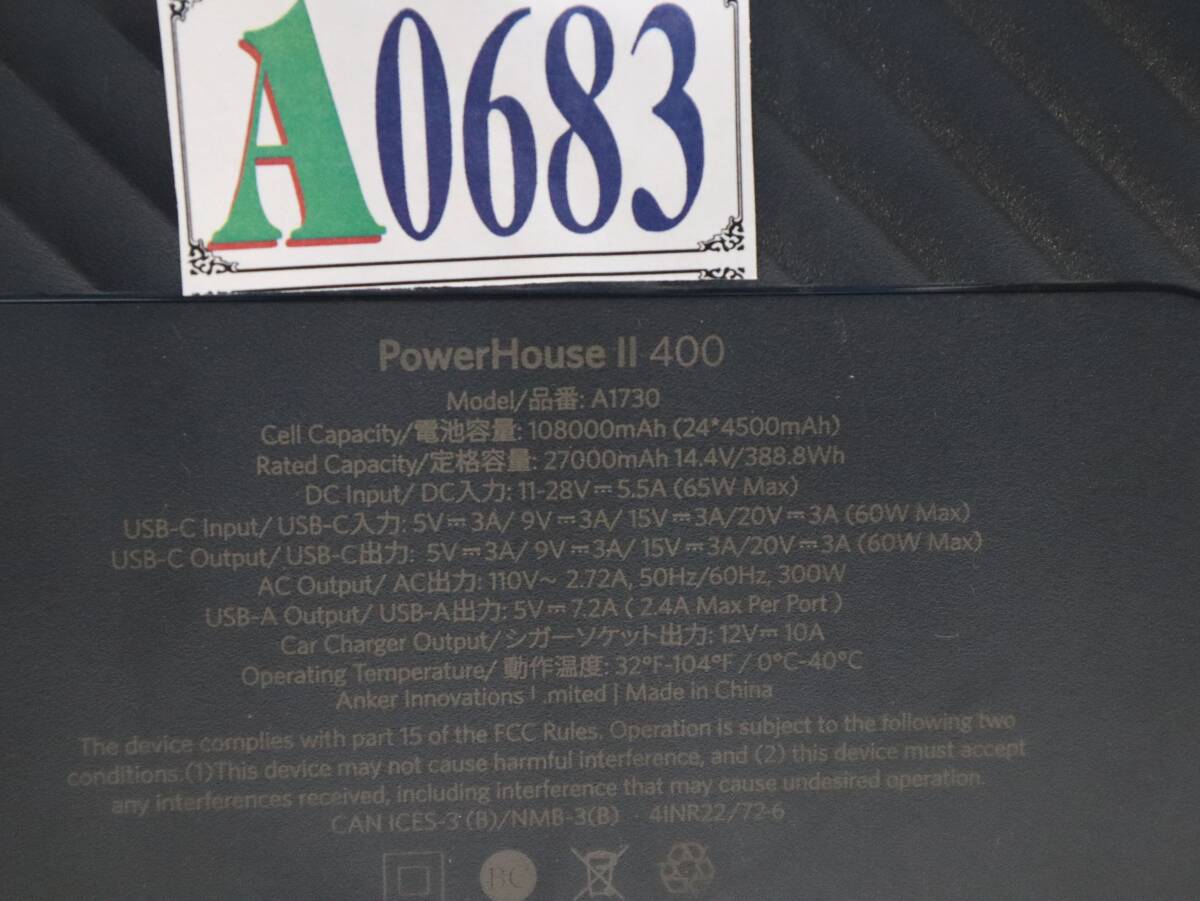 A0683
PowerHouse II 400
Model/品番: A1730
Cell Capacity/電池容量: 108000mAh (24*4500mAh)
Rated Capacity/定格容量: 27000mAh 14.4V/388.8Wh
DC Input/ DC入力: 11-28V⎓5.5A (65W Max)
USB-C Input/ USB-C入力: 5V⎓3A/ 9V⎓3A/ 15V⎓3A/20V⎓3A (60W Max)
USB-C Output/ USB-C出力: 5V⎓3A/ 9V⎓3A/ 15V⎓3A/20V⎓3A (60W Max)
AC Output/ AC出力: 110V~ 2.72A, 50Hz/60Hz, 300W
USB-A Output/ USB-A出力: 5V⎓7.2A ( 2.4A Max Per Port )
Car Charger Output/シガーソケット出力: 12V⎓10A
Operating Temperature/ 動作温度: 32°F-104°F / 0°C-40°C
Anker Innovations mited | Made in China
The device complies with part 15 of the FCC Rules. Operation is subject to the following two
conditions.(1)This device may not cause harmful interference, and (2) this device must accept
any interferences received, including interference that may cause undesired operation.
CAN ICES-3 (B)/NMB-3(B) · 4INR22/72-6
BC